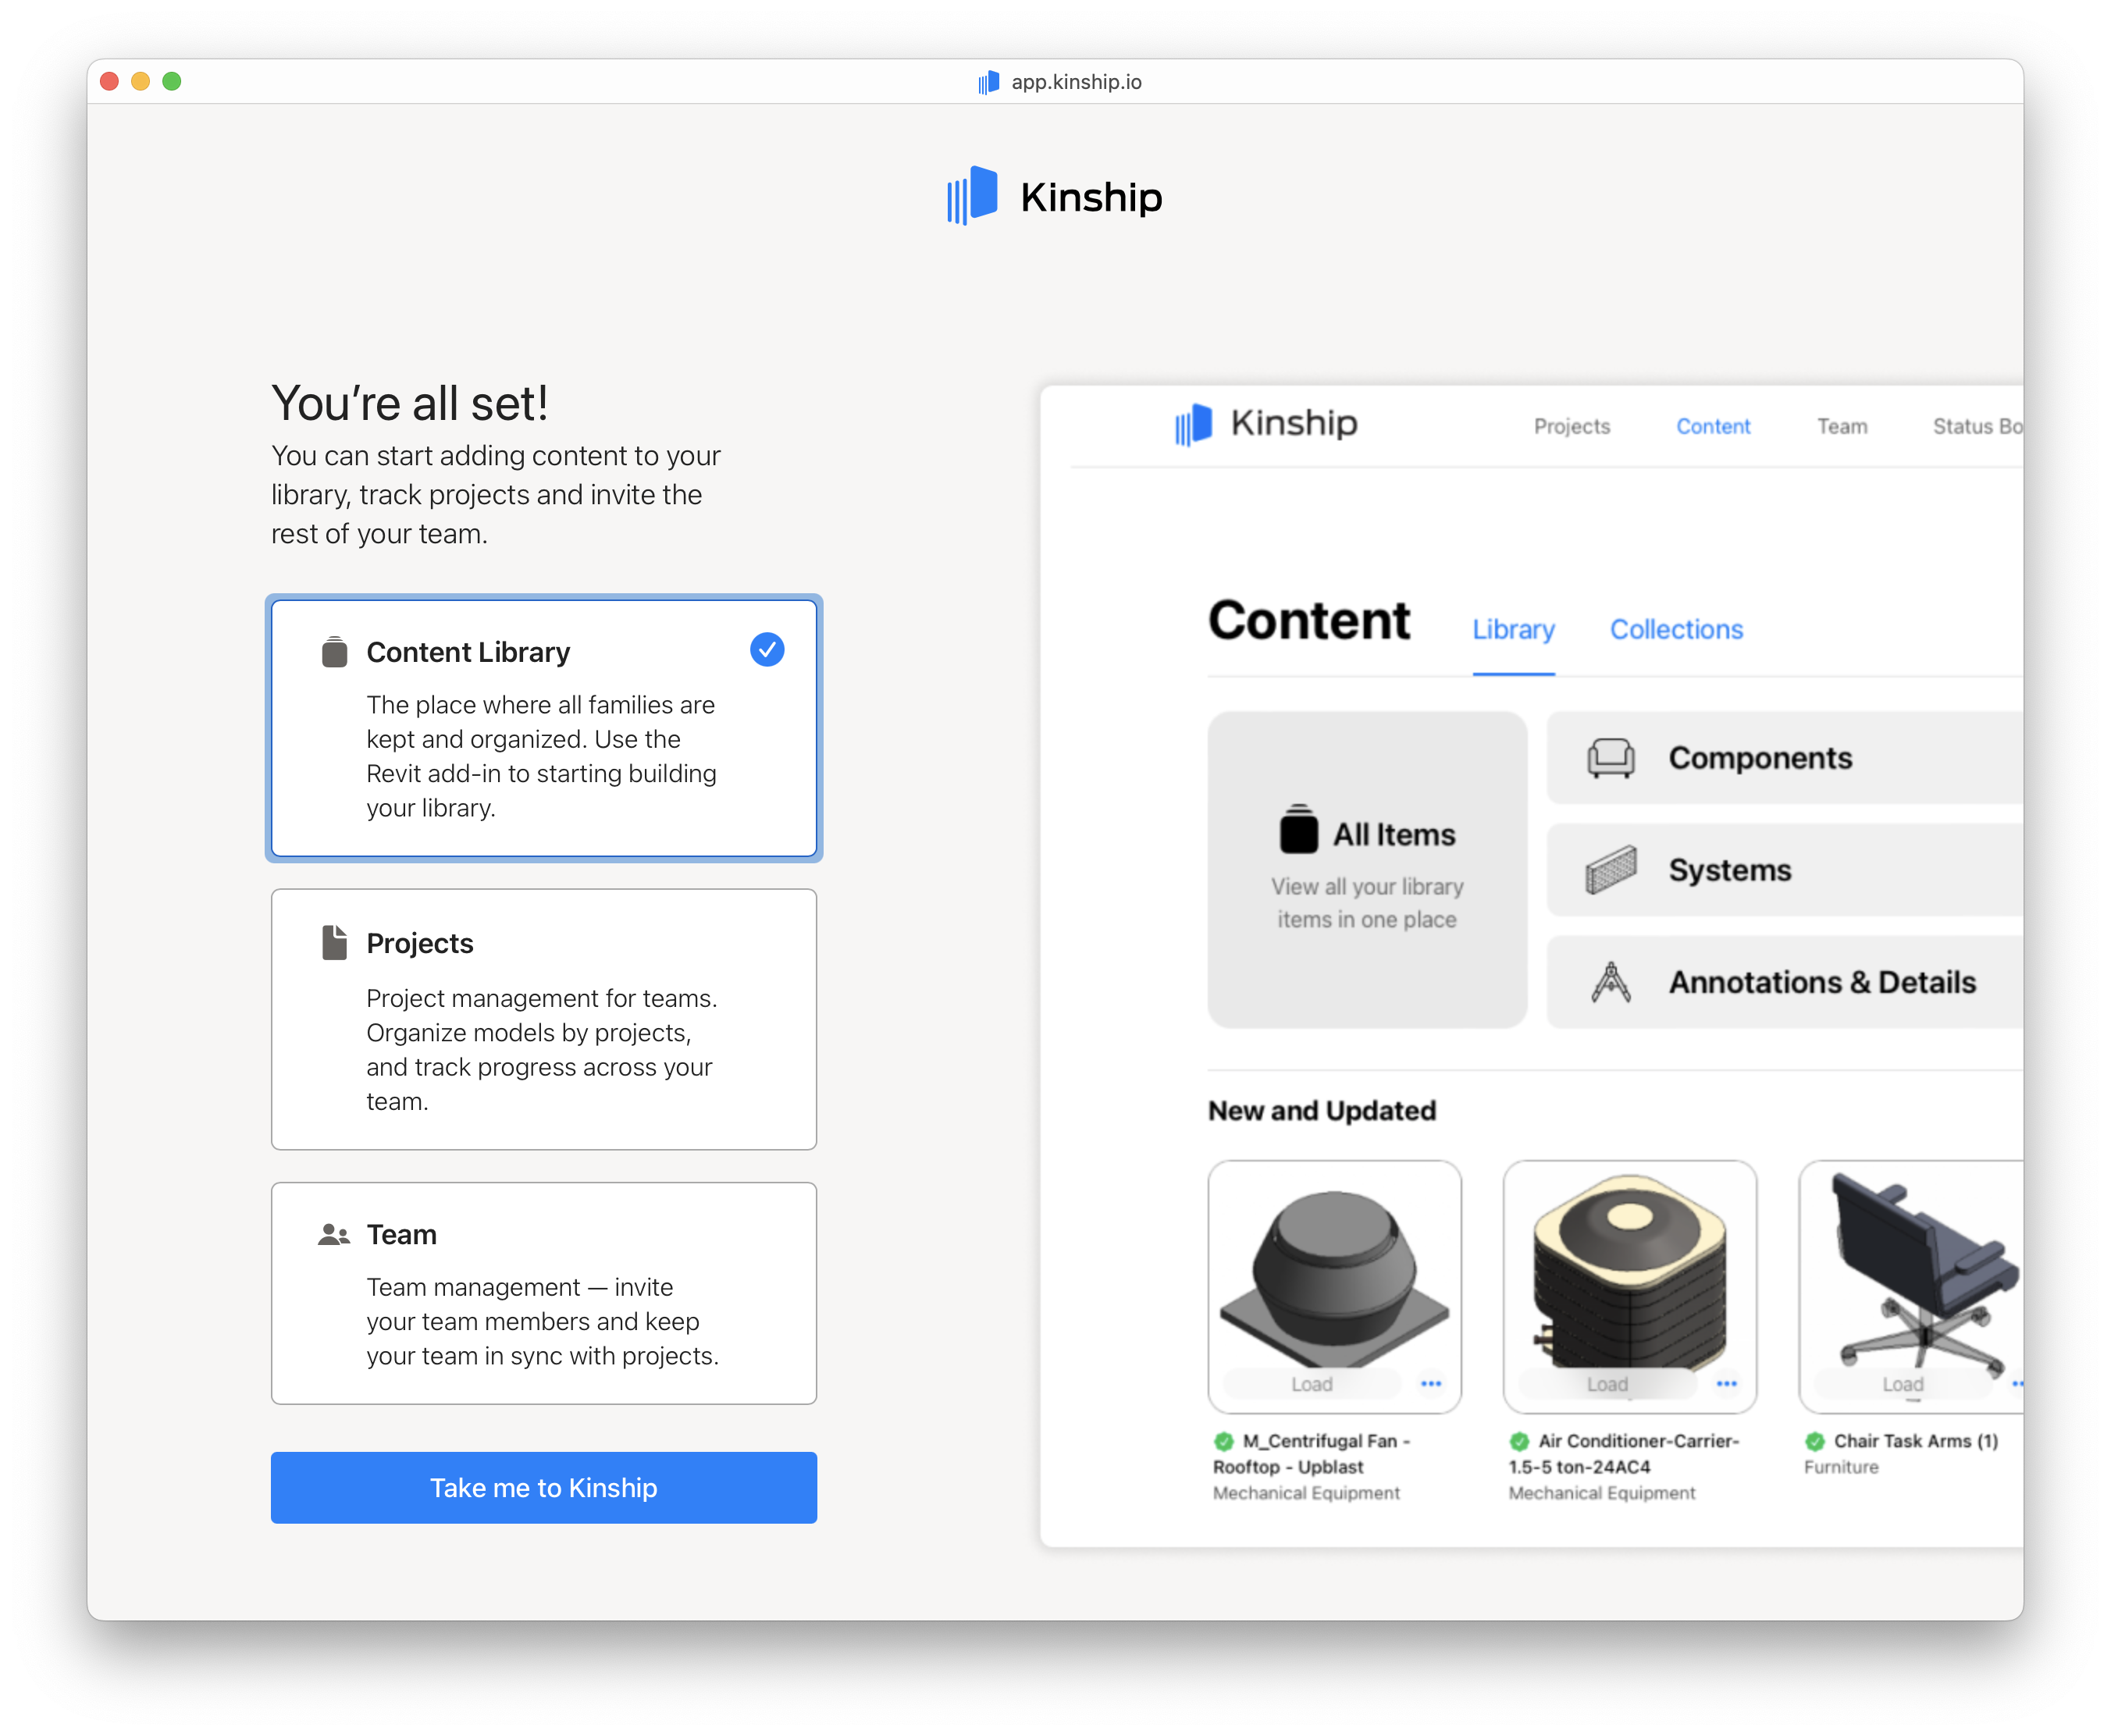 app.kinship.io
Kinship
You’re all set!
You can start adding content to your
library, track projects and invite the
rest of your team.
Content Library
The place where all families are
kept and organized. Use the
Revit add-in to starting building
your library.
Projects
Project management for teams.
Organize models by projects,
and track progress across your
team.
Team
Team management — invite
your team members and keep
your team in sync with projects.
Take me to Kinship
Kinship
Projects
Content
Team
Status Bo
Content
Library
Collections
All Items
View all your library
items in one place
Components
Systems
Annotations & Details
New and Updated
Load
Load
Load
M_Centrifugal Fan -
Rooftop - Upblast
Mechanical Equipment
Air Conditioner-Carrier-
1.5-5 ton-24AC4
Mechanical Equipment
Chair Task Arms (1)
Furniture